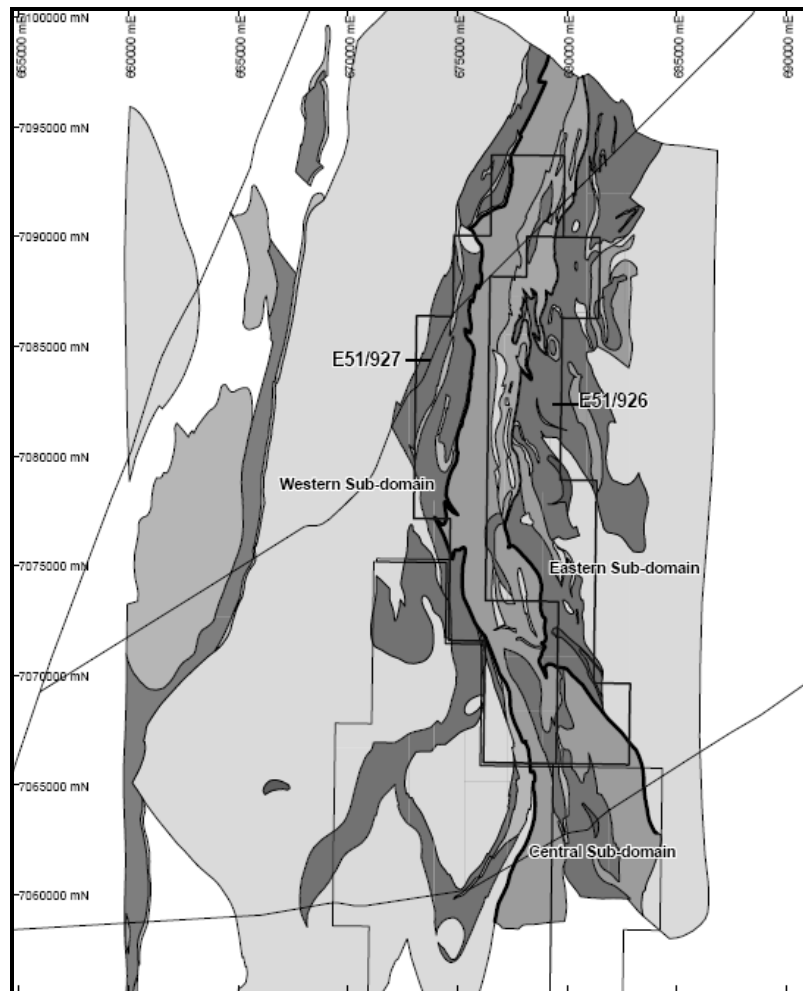 7100000 mN
655000 mE
660000 mE
665000 mE
670000 mE
675000 mE
680000 mE
685000 mE
690000 mE
7095000 mN
7090000 mN
7085000 mN
E51/927
E51/926
7080000 mN
Western Sub-domain
7075000 mN
Eastern Sub-domain
7070000 mN
7065000 mN
Central Sub-domain
7060000 mN